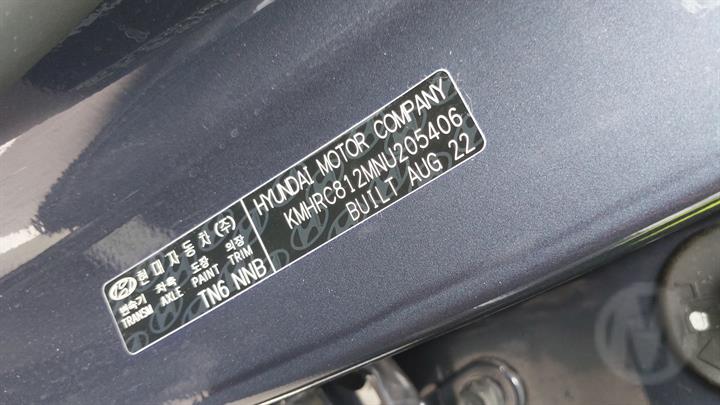 현대자동차(주)
변속기 차축 도장 외장
TRANSM AXLE PAINT TRIM
TN6 NNB
HYUNDAI MOTOR COMPANY
KMHRC812MNU205406
BUILT AUG 22